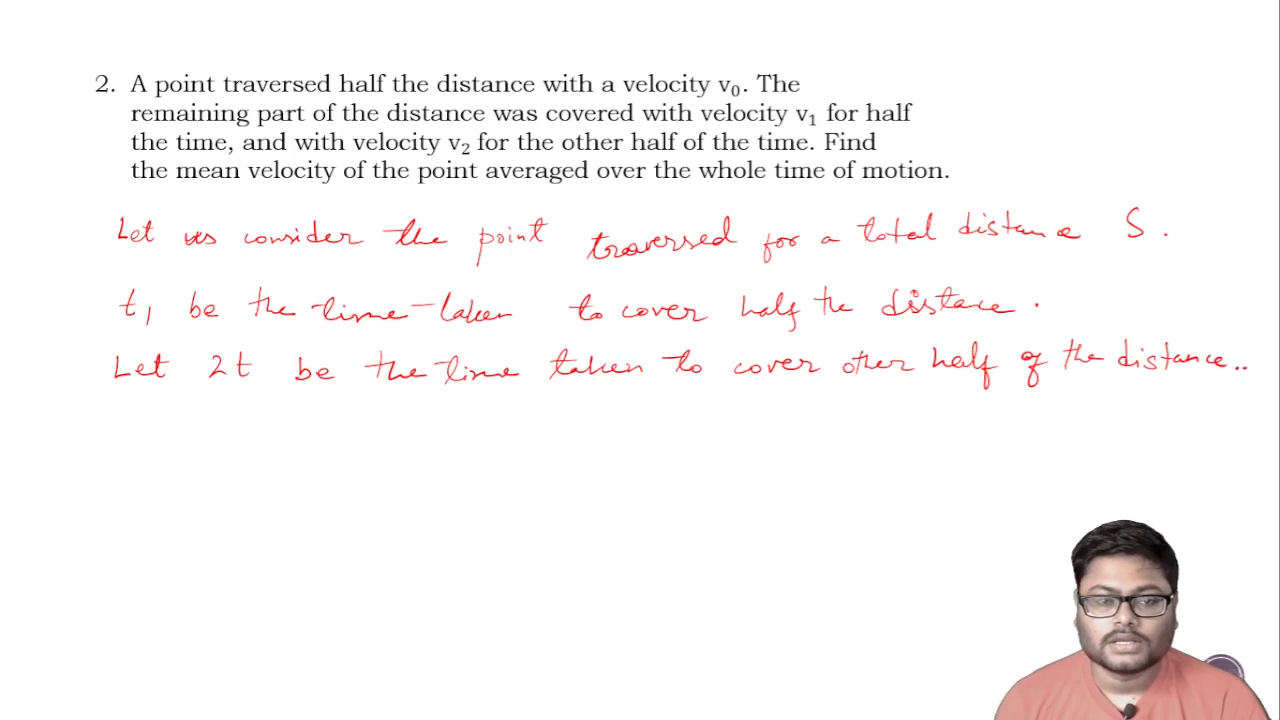 2. A point traversed half the distance with a velocity v₀. The
remaining part of the distance was covered with velocity v₁ for half
the time, and with velocity v₂ for the other half of the time. Find
the mean velocity of the point averaged over the whole time of motion.
Let us consider the point traversed for a total distance S.
t₁ be the time taken to cover half the distace.
Let 2t be the time taken to cover other half of the distance..